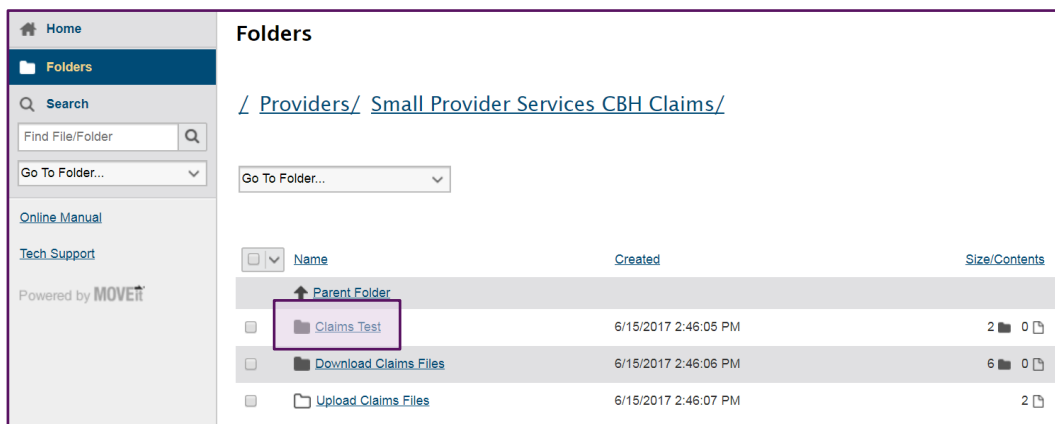 Home
Folders
Search
Find File/Folder
Go To Folder...
Online Manual
Tech Support
Powered by MOVEit
Folders
/ Providers/ Small Provider Services CBH Claims/
Go To Folder...
Name Created Size/Contents
Parent Folder
Claims Test 6/15/2017 2:46:05 PM 2 0
Download Claims Files 6/15/2017 2:46:06 PM 6 0
Upload Claims Files 6/15/2017 2:46:07 PM 2